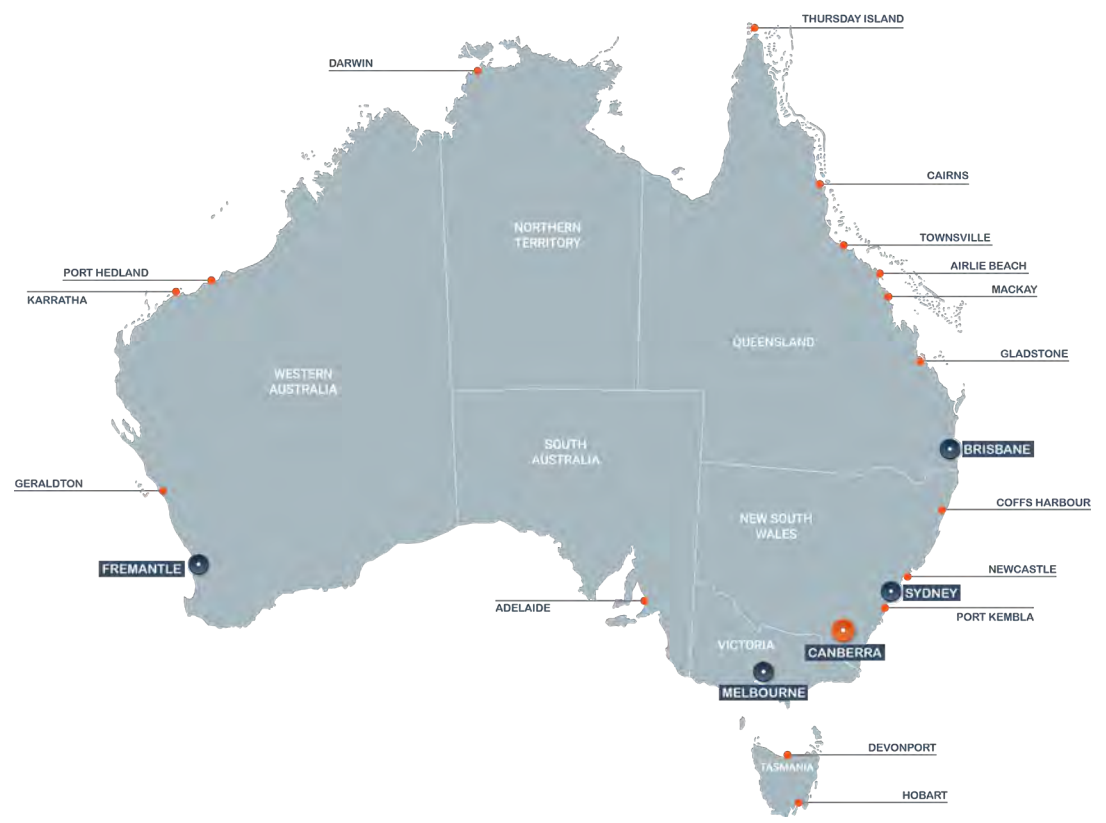 THURSDAY ISLAND
DARWIN
CAIRNS
NORTHERN
TERRITORY
TOWNSVILLE
AIRLIE BEACH
PORT HEDLAND
MACKAY
KARRATHA
QUEENSLAND
GLADSTONE
WESTERN
AUSTRALIA
SOUTH
AUSTRALIA
BRISBANE
GERALDTON
COFFS HARBOUR
NEW SOUTH
WALES
FREMANTLE
NEWCASTLE
SYDNEY
ADELAIDE
PORT KEMBLA
VICTORIA
CANBERRA
MELBOURNE
DEVONPORT
TASMANIA
HOBART